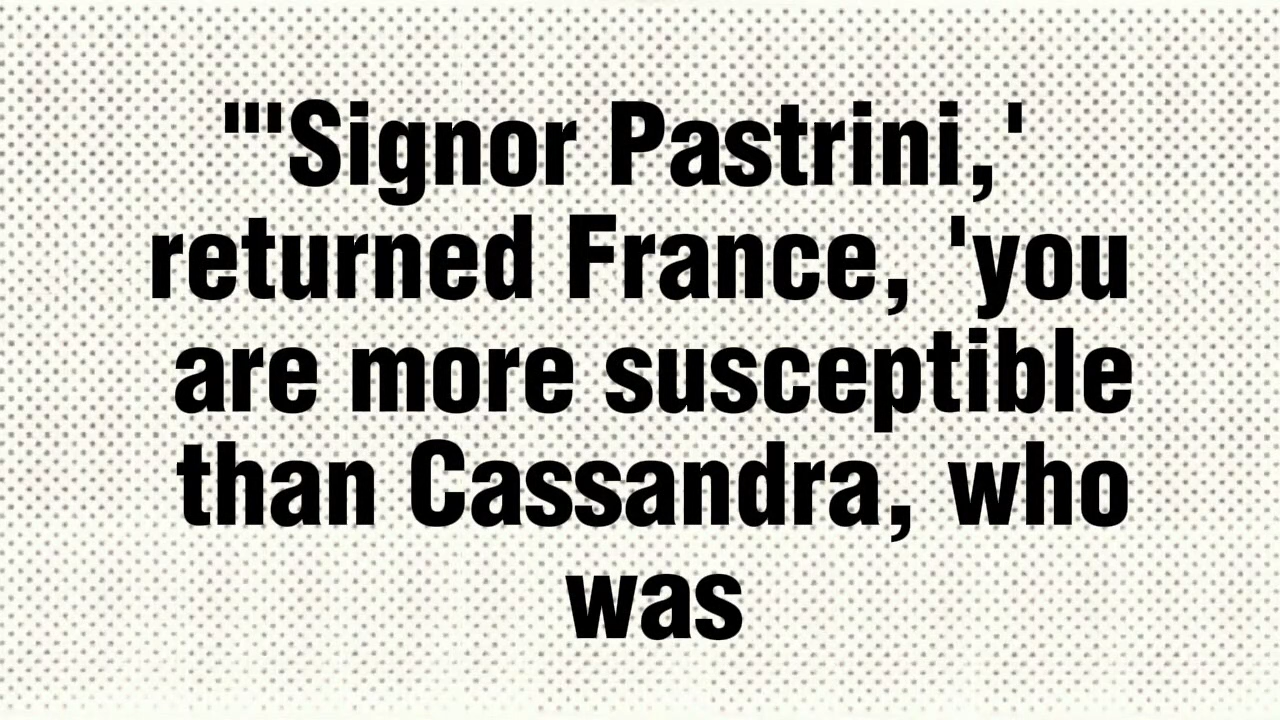 "'Signor Pastrini,'
returned France, 'you
are more susceptible
than Cassandra, who
was